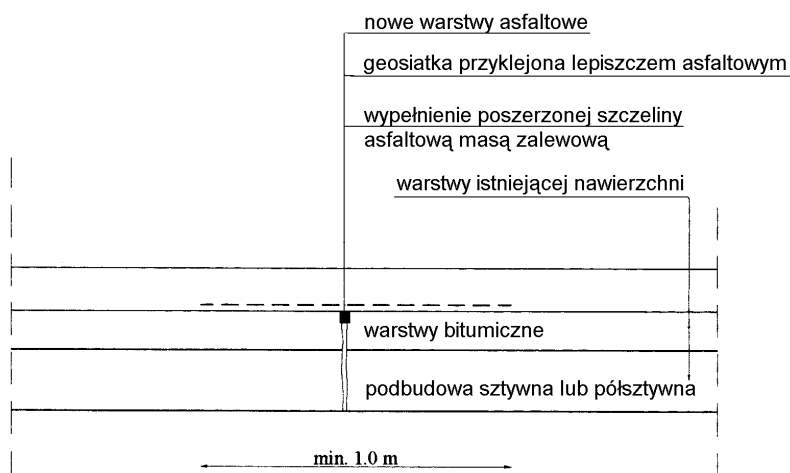 nowe warstwy asfaltowe
geosiatka przyklejona lepiszczem asfaltowym
wypełnienie poszerzonej szczeliny
asfaltową masą zalewową
warstwy istniejącej nawierzchni
warstwy bitumiczne
podbudowa sztywna lub półsztywna
min. 1.0 m